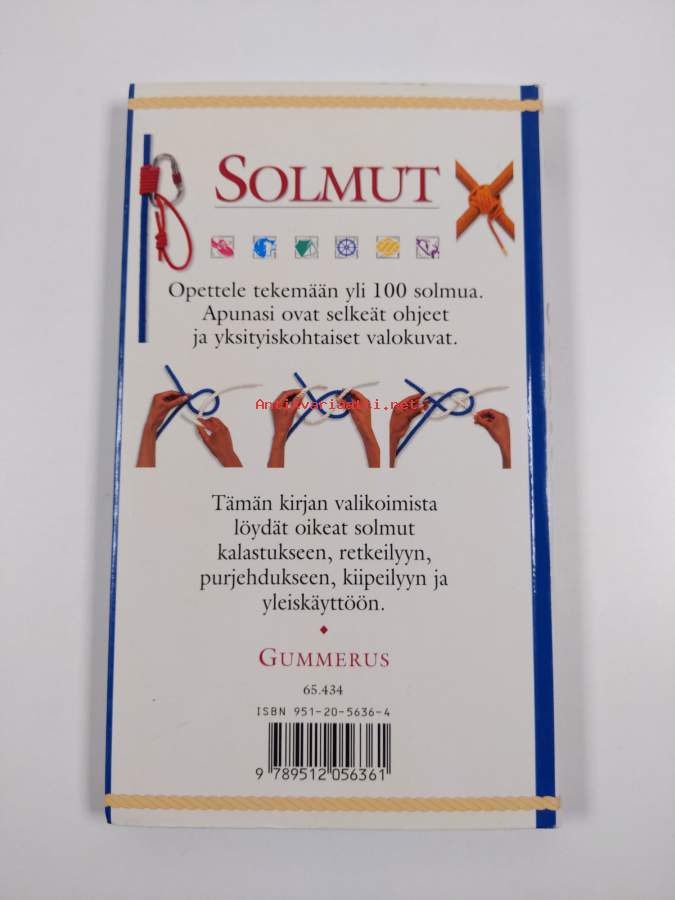 SOLMUT
Opettele tekemään yli 100 solmua.
Apunasi ovat selkeät ohjeet
ja yksityiskohtaiset valokuvat.
Antikvariaatti.net
Tämän kirjan valikoimista
löydät oikeat solmut
kalastukseen, retkeilyyn,
purjehdukseen, kiipeilyyn ja
yleiskäyttöön.
GUMMERUS
65.434
ISBN 951-20-5636-4
9 789512 056361